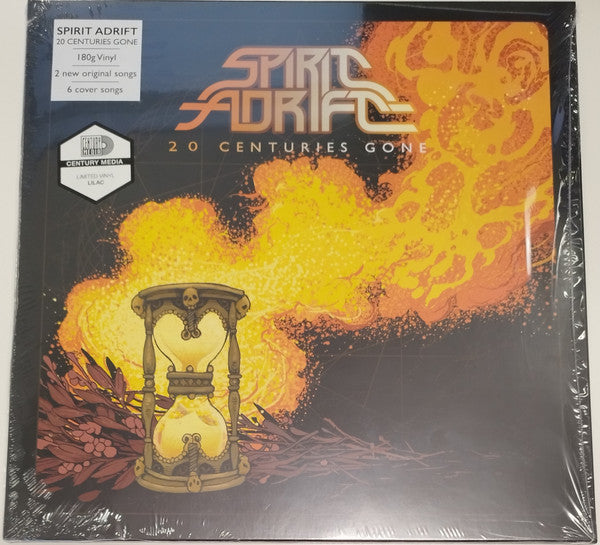 SPIRIT ADRIFT
20 CENTURIES GONE
180g Vinyl
2 new original songs
6 cover songs
SPIRIT
ADRIFT
20 CENTURIES GONE
CENTURY MEDIA
LIMITED VINYL
LILAC